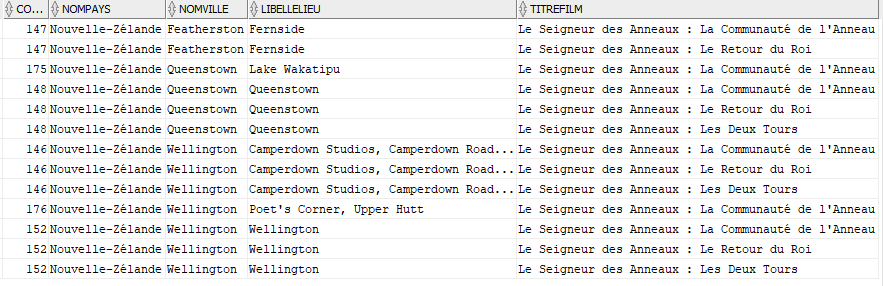 CO... NOMPAYS NOMVILLE LIBELLELIEU TITREFILM
147 Nouvelle-Zélande Featherston Fernside Le Seigneur des Anneaux : La Communauté de l'Anneau
147 Nouvelle-Zélande Featherston Fernside Le Seigneur des Anneaux : Le Retour du Roi
175 Nouvelle-Zélande Queenstown Lake Wakatipu Le Seigneur des Anneaux : La Communauté de l'Anneau
148 Nouvelle-Zélande Queenstown Queenstown Le Seigneur des Anneaux : La Communauté de l'Anneau
148 Nouvelle-Zélande Queenstown Queenstown Le Seigneur des Anneaux : Le Retour du Roi
148 Nouvelle-Zélande Queenstown Queenstown Le Seigneur des Anneaux : Les Deux Tours
146 Nouvelle-Zélande Wellington Camperdown Studios, Camperdown Road... Le Seigneur des Anneaux : La Communauté de l'Anneau
146 Nouvelle-Zélande Wellington Camperdown Studios, Camperdown Road... Le Seigneur des Anneaux : Le Retour du Roi
146 Nouvelle-Zélande Wellington Camperdown Studios, Camperdown Road... Le Seigneur des Anneaux : Les Deux Tours
176 Nouvelle-Zélande Wellington Poet's Corner, Upper Hutt Le Seigneur des Anneaux : La Communauté de l'Anneau
152 Nouvelle-Zélande Wellington Wellington Le Seigneur des Anneaux : La Communauté de l'Anneau
152 Nouvelle-Zélande Wellington Wellington Le Seigneur des Anneaux : Le Retour du Roi
152 Nouvelle-Zélande Wellington Wellington Le Seigneur des Anneaux : Les Deux Tours